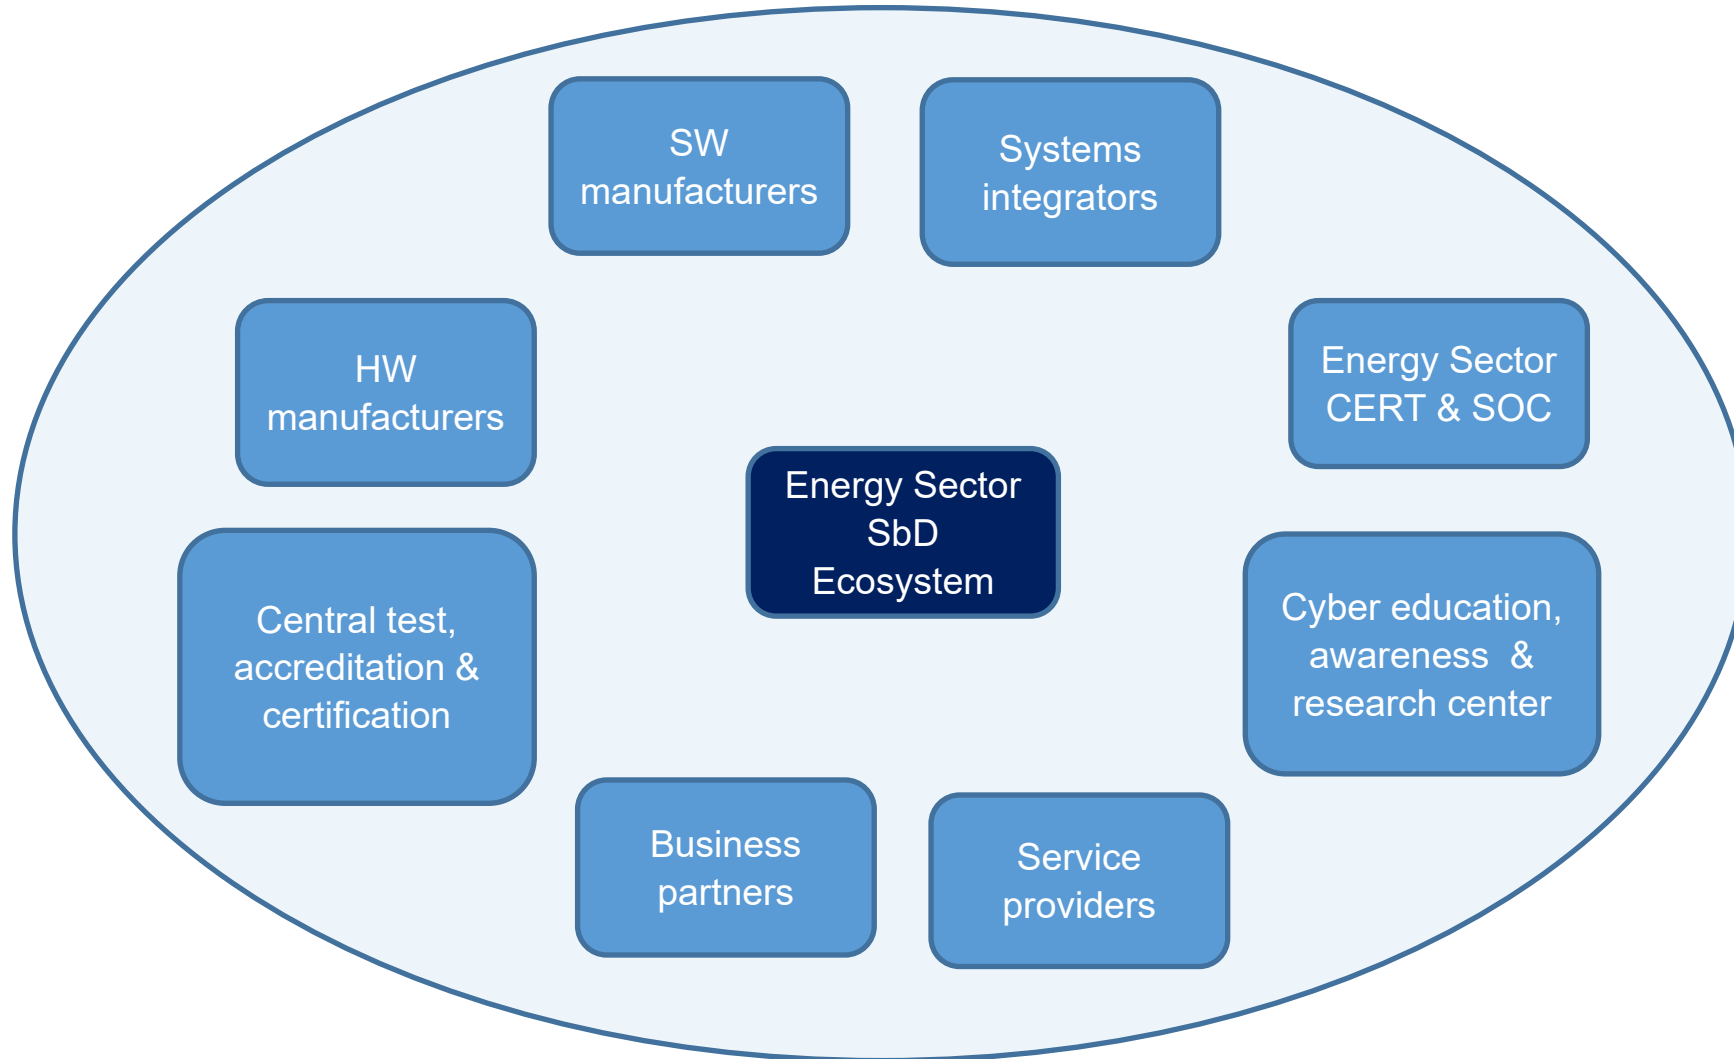 SW
manufacturers
Systems
integrators
HW
manufacturers
Energy Sector
CERT & SOC
Energy Sector
SbD
Ecosystem
Central test,
accreditation &
certification
Cyber education,
awareness  &
research center
Business
partners
Service
providers